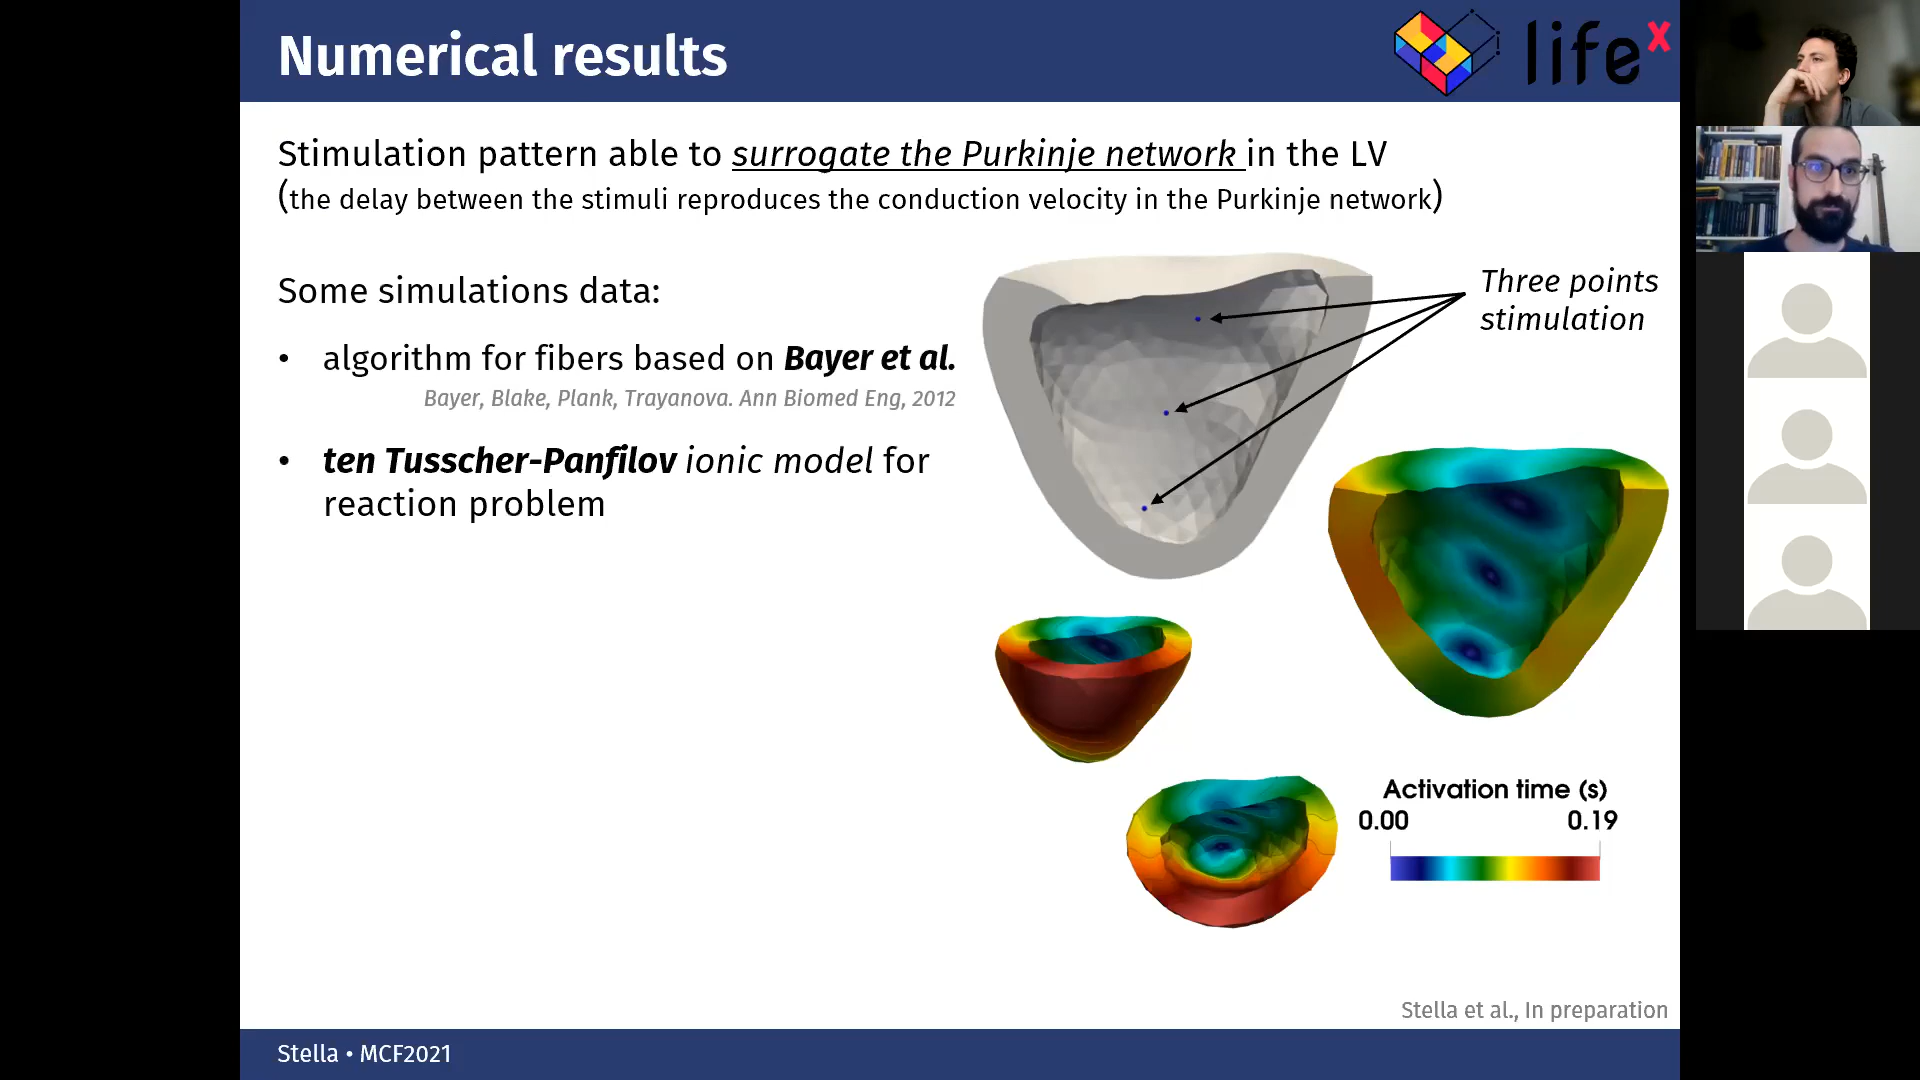 Numerical results
lifex
Stimulation pattern able to surrogate the Purkinje network in the LV
(the delay between the stimuli reproduces the conduction velocity in the Purkinje network)
Some simulations data:
• algorithm for fibers based on Bayer et al.
Bayer, Blake, Plank, Trayanova. Ann Biomed Eng, 2012
• ten Tusscher-Panfilov ionic model for
reaction problem
Three points
stimulation
Activation time (s)
0.00 0.19
Stella et al., In preparation
Stella • MCF2021